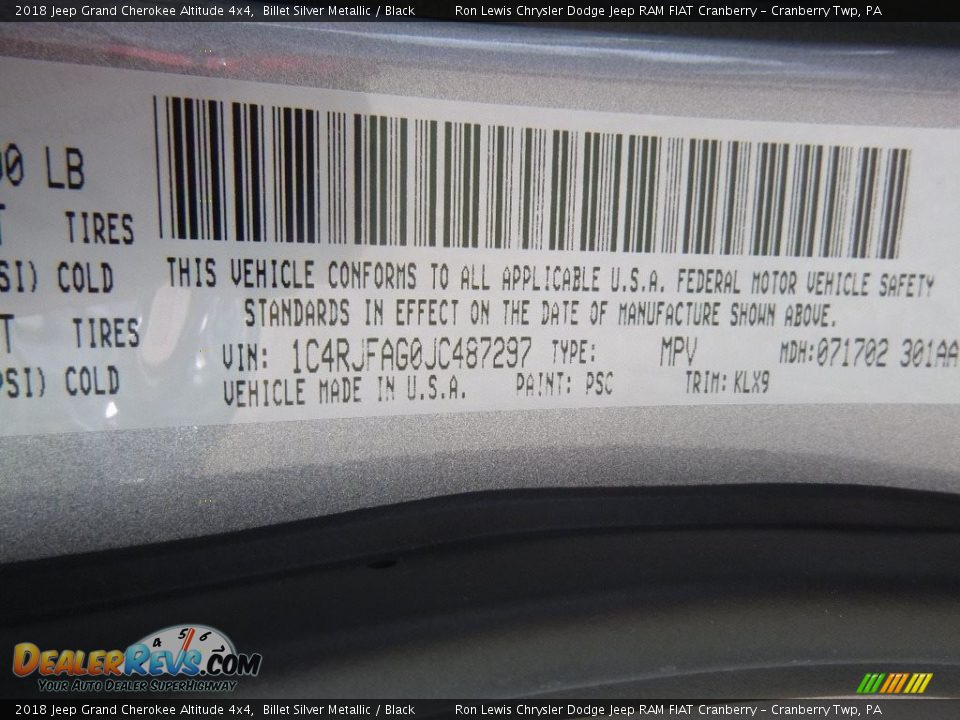 2018 Jeep Grand Cherokee Altitude 4x4, Billet Silver Metallic / Black Ron Lewis Chrysler Dodge Jeep RAM FIAT Cranberry - Cranberry Twp, PA
LB
TIRES
COLD
THIS VEHICLE CONFORMS TO ALL APPLICABLE U.S.A. FEDERAL MOTOR VEHICLE SAFETY
STANDARDS IN EFFECT ON THE DATE OF MANUFACTURE SHOWN ABOVE.
TIRES
VIN: 1C4RJFAG0JC487297 TYPE: MPV MDH:071702 301AA
COLD
VEHICLE MADE IN U.S.A. PAINT: PSC TRIM: KLX9
4 5 6
DealerRevs.com
Your Auto Dealer SuperHighway
2018 Jeep Grand Cherokee Altitude 4x4, Billet Silver Metallic / Black Ron Lewis Chrysler Dodge Jeep RAM FIAT Cranberry - Cranberry Twp, PA